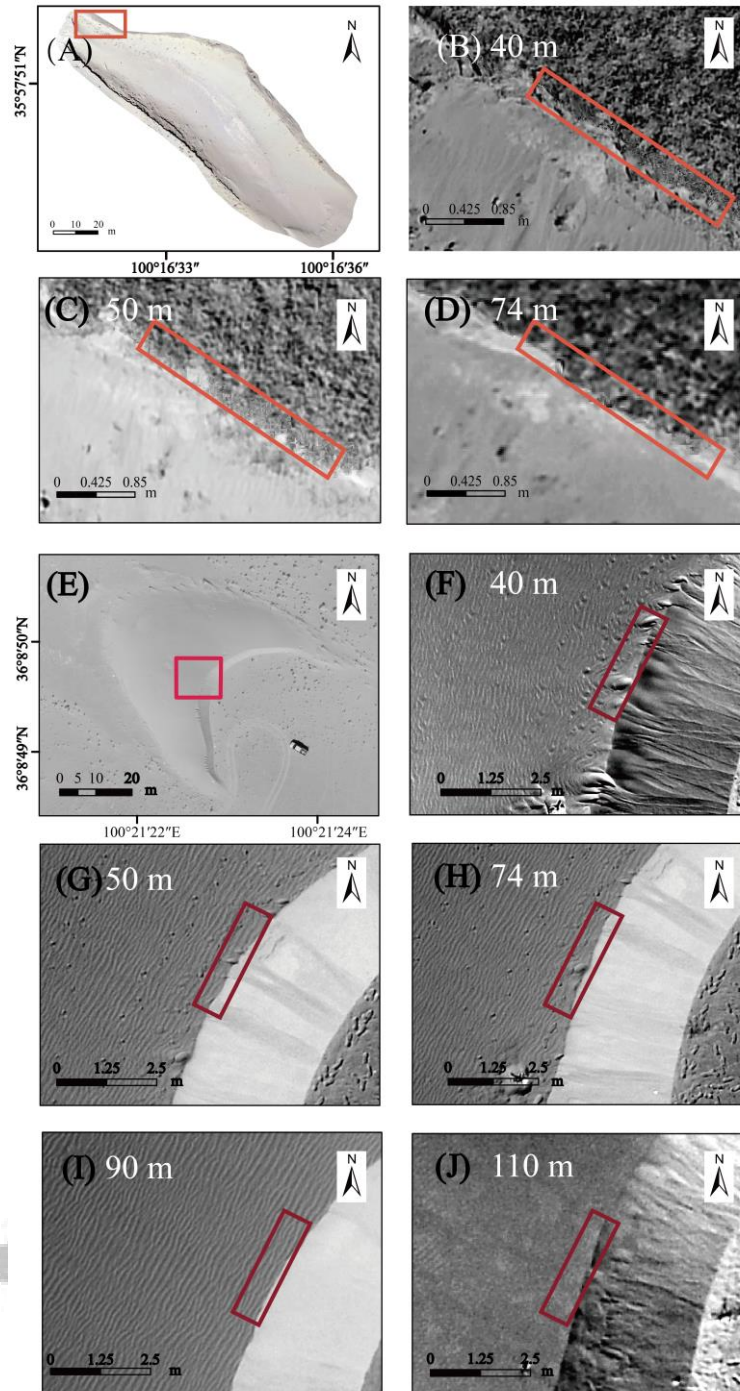 (A)
N
35°57′51″N
0 10 20
m
100°16′33″
100°16′36″
(B) 40 m
N
0 0.425 0.85
m
(C) 50 m
N
0 0.425 0.85
m
(D) 74 m
N
0 0.425 0.85
m
(E)
N
36°8′50″N
36°8′49″N
0 5 10 20
m
100°21′22″E
100°21′24″E
(F) 40 m
N
0 1.25 2.5
m
(G) 50 m
N
0 1.25 2.5
m
(H) 74 m
N
0 1.25 2.5
m
(I) 90 m
N
0 1.25 2.5
m
(J) 110 m
N
0 1.25 2.5
m